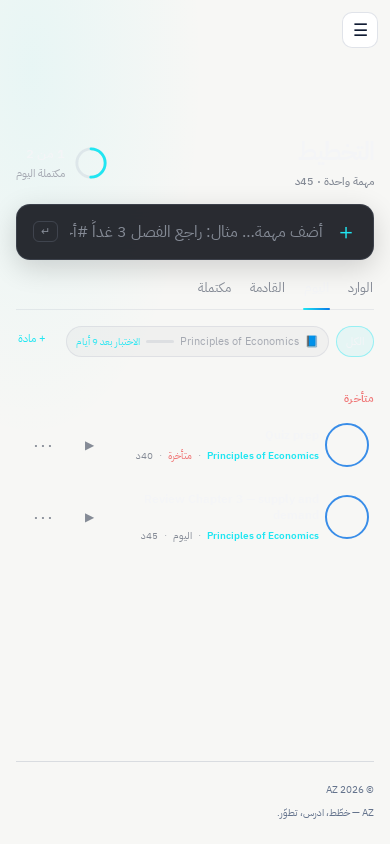 ☰
مكتملة اليوم
مهمة واحدة · 45د
+ أضف مهمة... مثال: راجع الفصل 3 غداً #أ- ↵
الوارد القادمة مكتملة
📘 Principles of Economics الاختبار بعد 9 أيام + مادة
متأخرة
Principles of Economics · متأخرة · 40د ▶ ···
Principles of Economics · اليوم · 45د ▶ ···
© 2026 AZ
AZ — خطّط، ادرس، تطوّر.